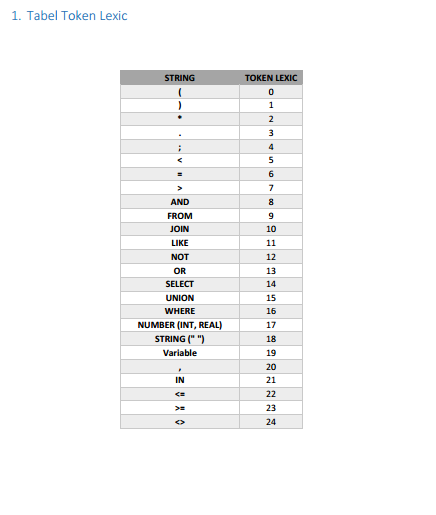 1. Tabel Token Lexic
STRING TOKEN LEXIC
( 0
) 1
* 2
. 3
; 4
< 5
= 6
> 7
AND 8
FROM 9
JOIN 10
LIKE 11
NOT 12
OR 13
SELECT 14
UNION 15
WHERE 16
NUMBER (INT, REAL) 17
STRING (" ") 18
Variable 19
, 20
IN 21
<= 22
>= 23
<> 24